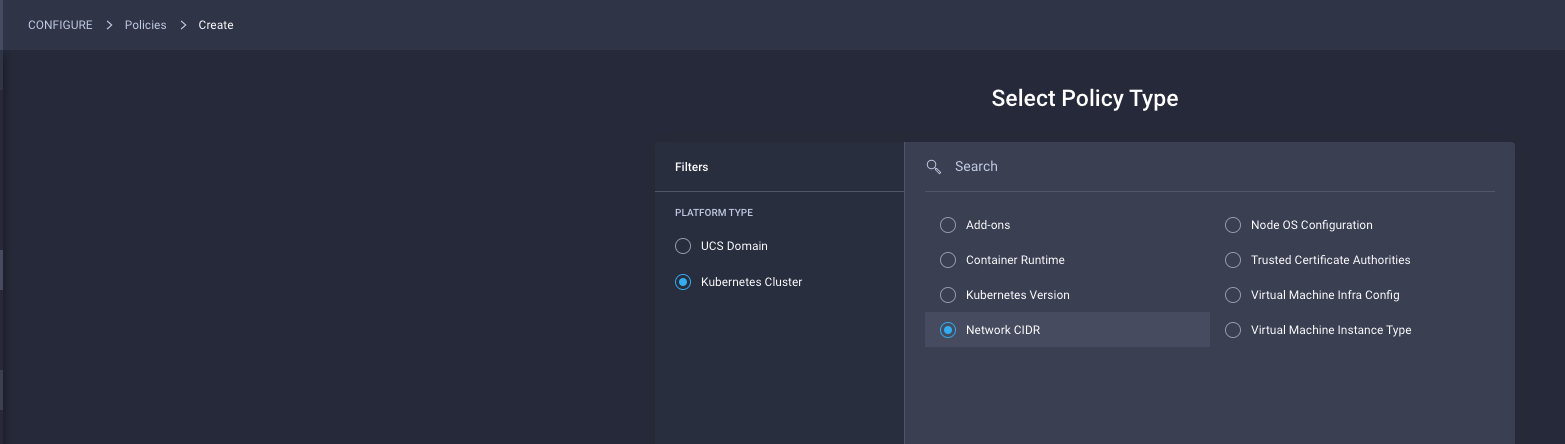 CONFIGURE > Policies > Create
Select Policy Type
Filters
Search
PLATFORM TYPE
UCS Domain
Kubernetes Cluster
Add-ons
Container Runtime
Kubernetes Version
Network CIDR
Node OS Configuration
Trusted Certificate Authorities
Virtual Machine Infra Config
Virtual Machine Instance Type